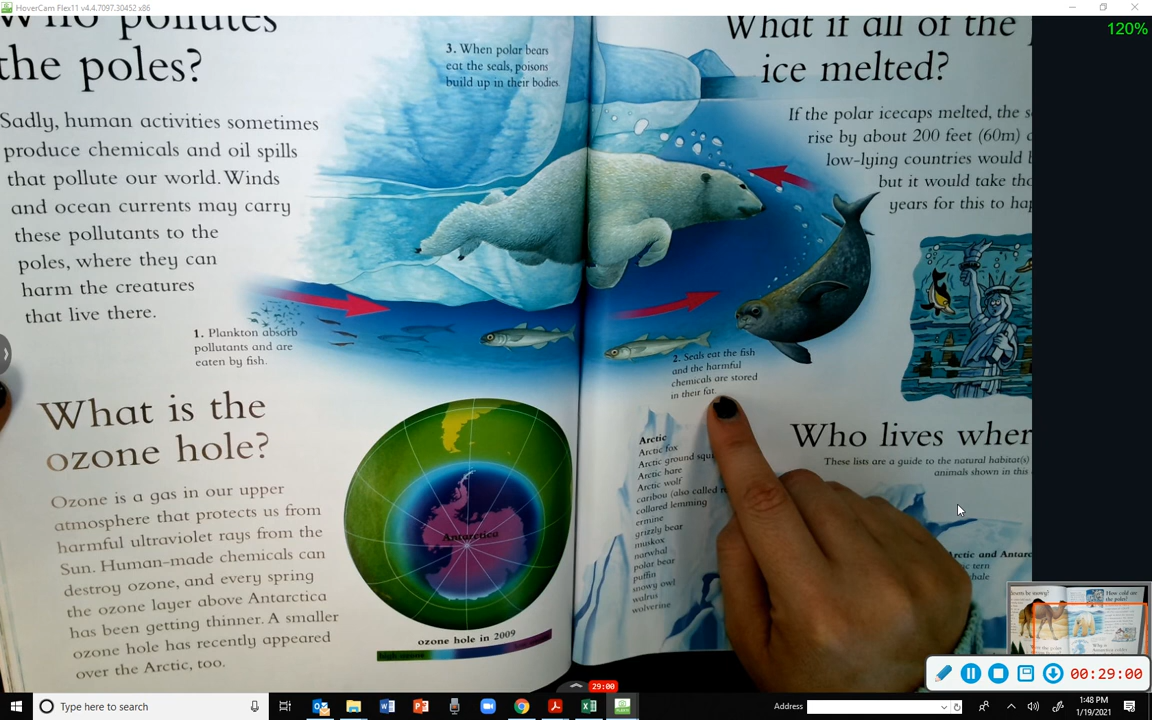 HoverCam Flex11 v4.4.7097.30452 x86
120%
Who pollutes
the poles?
Sadly, human activities sometimes
produce chemicals and oil spills
that pollute our world. Winds
and ocean currents may carry
these pollutants to the
poles, where they can
harm the creatures
that live there.
1. Plankton absorb
pollutants and are
eaten by fish.
3. When polar bears
eat the seals, poisons
build up in their bodies.
What is the
ozone hole?
Ozone is a gas in our upper
atmosphere that protects us from
harmful ultraviolet rays from the
Sun. Human-made chemicals can
destroy ozone, and every spring
the ozone layer above Antarctica
has been getting thinner. A smaller
ozone hole has recently appeared
over the Arctic, too.
Antarctica
ozone hole in 2009
What if all of the
ice melted?
If the polar icecaps melted, the s
rise by about 200 feet (60m)
low-lying countries would
but it would take tho
years for this to hap
2. Seals eat the fish
and the harmful
chemicals are stored
in their fat.
Arctic
Arctic fox
Arctic ground squ
Arctic hare
Arctic wolf
caribou (also called r
collared lemming
ermine
grizzly bear
muskox
narwhal
polar bear
puffin
snowy owl
walrus
wolverine
Who lives wher
These lists are a guide to the natural habitat(s)
animals shown in this
Arctic and Antarc
tic tern
hale
How cold are
the poles?
00:29:00
29:00
Type here to search
Address
1:48 PM
1/19/2021